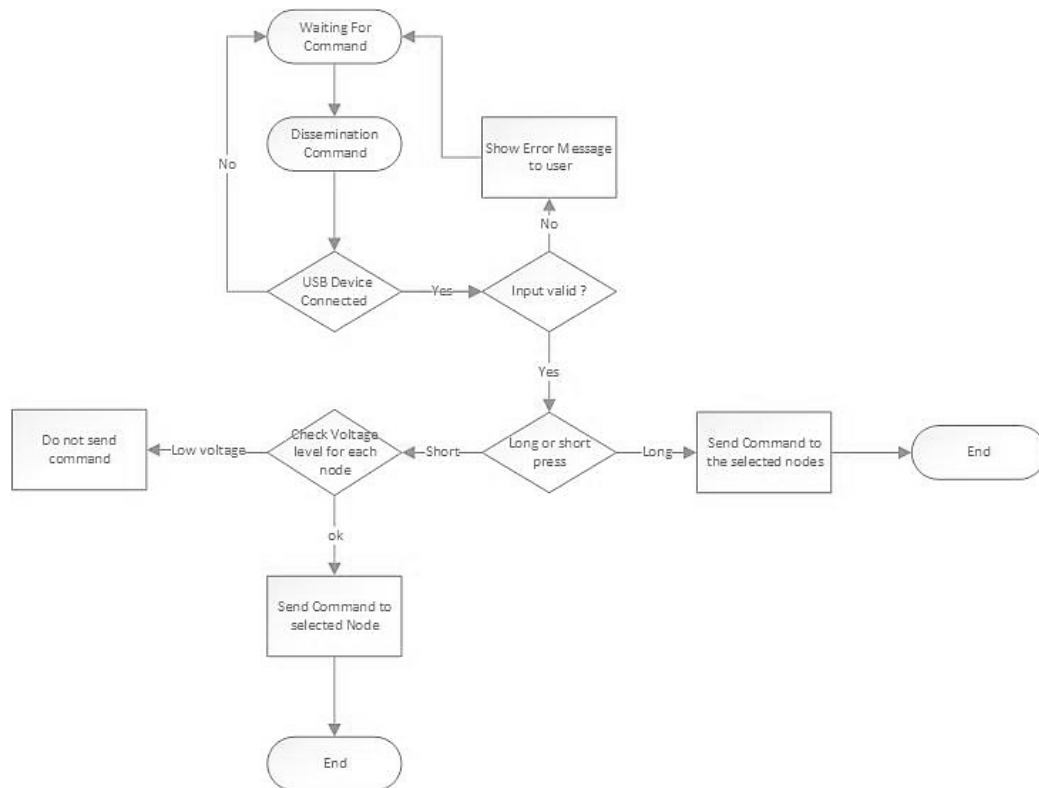 Waiting For
Command
Dissemination
Command
Show Error Message
to user
No
No
USB Device
Connected
Yes
Input valid ?
Yes
Do not send
command
Low voltage
Check Voltage
level for each
node
Short
Long or short
press
Long
Send Command to
the selected nodes
End
ok
Send Command to
selected Node
End